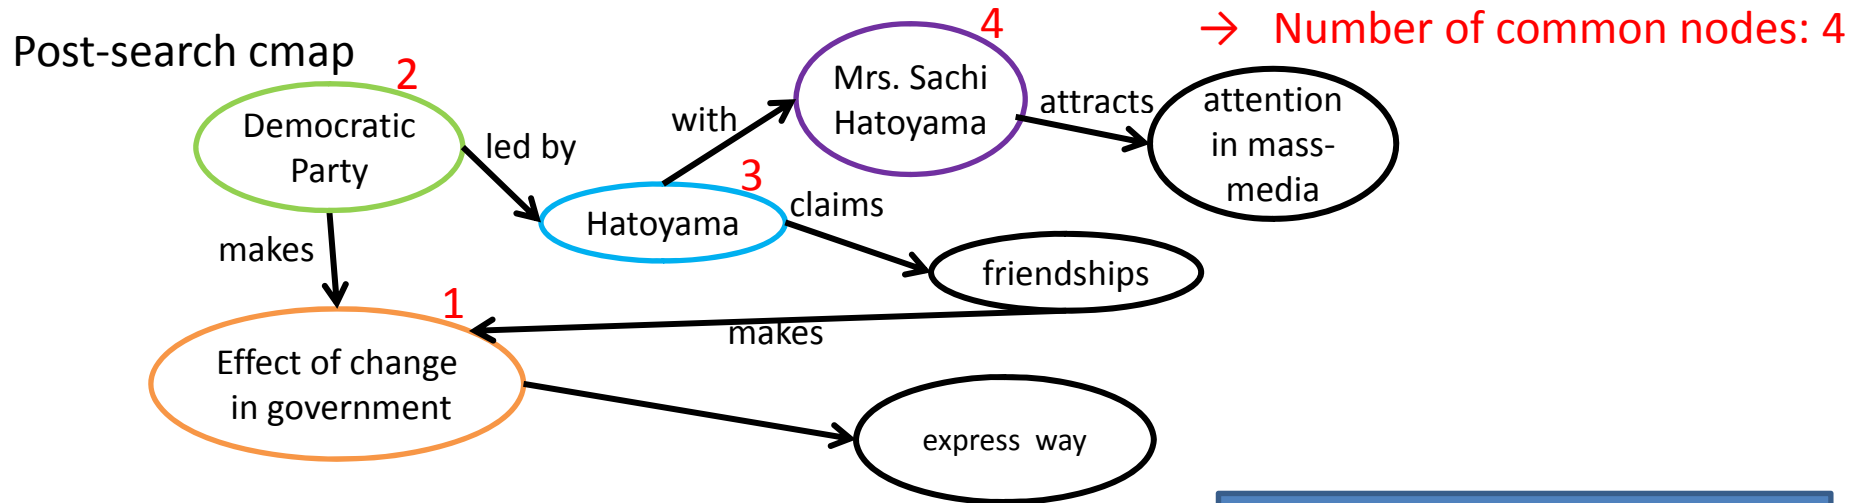 → Number of common nodes: 4
Post-search cmap
2
Democratic
Party
led by
with
4
Mrs. Sachi
Hatoyama
attracts
attention
in mass-
media
3
Hatoyama
claims
friendships
makes
makes
1
Effect of change
in government
express way